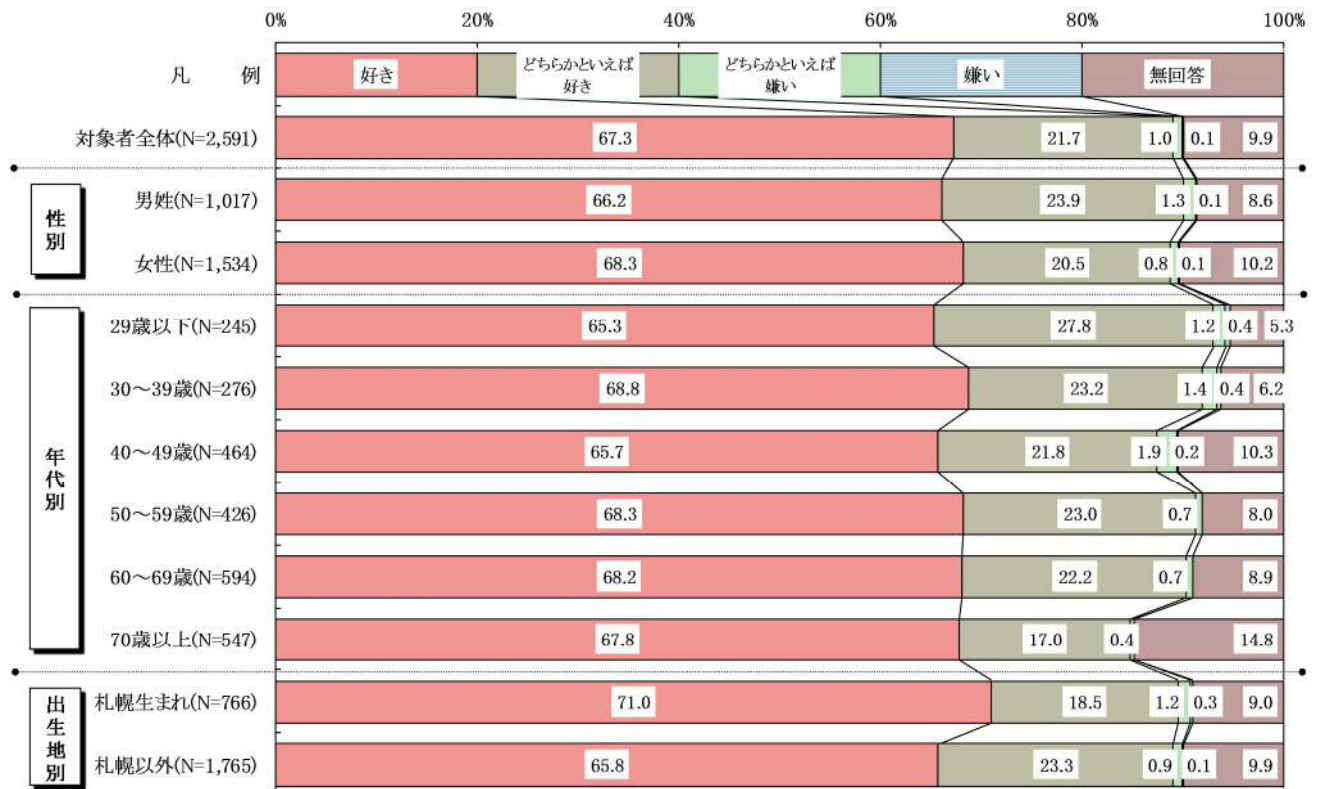 0% 20% 40% 60% 80% 100%
凡 例 好き どちらかといえば好き どちらかといえば嫌い 嫌い 無回答
対象者全体(N=2,591) 67.3 21.7 1.0 0.1 9.9
性別
男姓(N=1,017) 66.2 23.9 1.3 0.1 8.6
女性(N=1,534) 68.3 20.5 0.8 0.1 10.2
年代別
29歳以下(N=245) 65.3 27.8 1.2 0.4 5.3
30～39歳(N=276) 68.8 23.2 1.4 0.4 6.2
40～49歳(N=464) 65.7 21.8 1.9 0.2 10.3
50～59歳(N=426) 68.3 23.0 0.7 8.0
60～69歳(N=594) 68.2 22.2 0.7 8.9
70歳以上(N=547) 67.8 17.0 0.4 14.8
出生地別
札幌生まれ(N=766) 71.0 18.5 1.2 0.3 9.0
札幌以外(N=1,765) 65.8 23.3 0.9 0.1 9.9